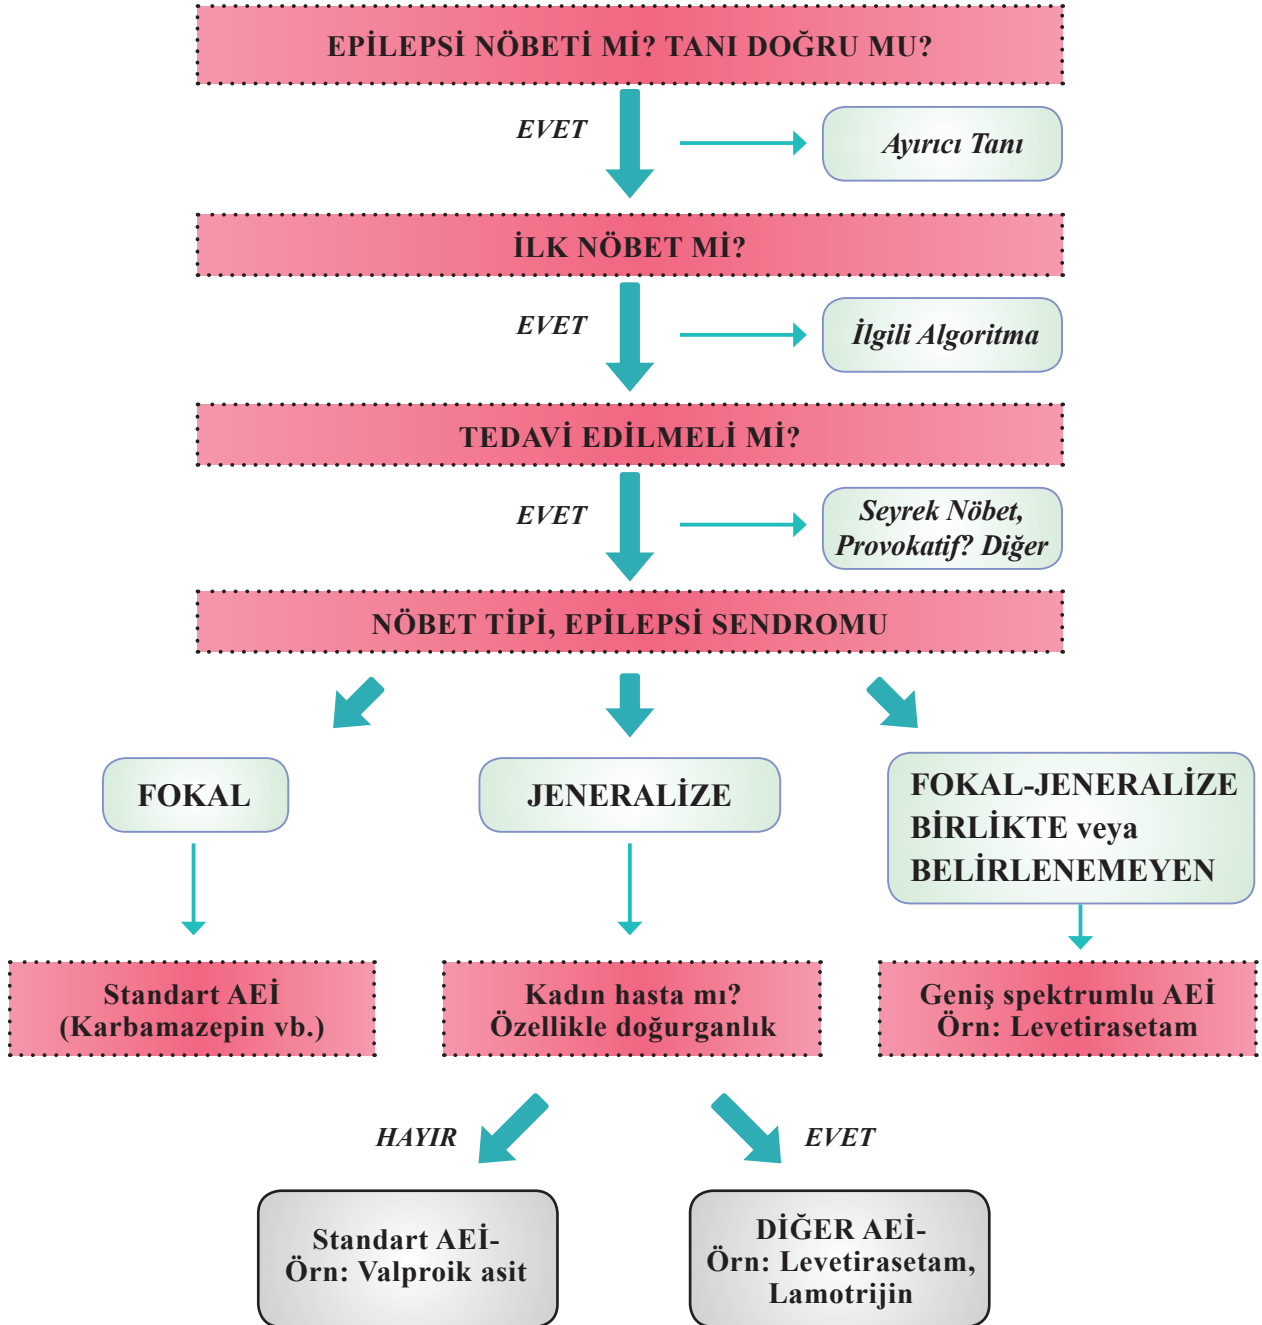 EPİLEPSİ NÖBETİ Mİ? TANI DOĞRU MU?
EVET
Ayırıcı Tanı
İLK NÖBET Mİ?
EVET
İlgili Algoritma
TEDAVİ EDİLMELİ Mİ?
EVET
Seyrek Nöbet,
Provokatif? Diğer
NÖBET TİPİ, EPİLEPSİ SENDROMU
FOKAL
JENERALİZE
FOKAL-JENERALİZE
BİRLİKTE veya
BELİRLENEMEYEN
Standart AEİ
(Karbamazepin vb.)
Kadın hasta mı?
Özellikle doğurganlık
Geniş spektrumlu AEİ
Örn: Levetirasetam
HAYIR
EVET
Standart AEİ-
Örn: Valproik asit
DİĞER AEİ-
Örn: Levetirasetam,
Lamotrijin